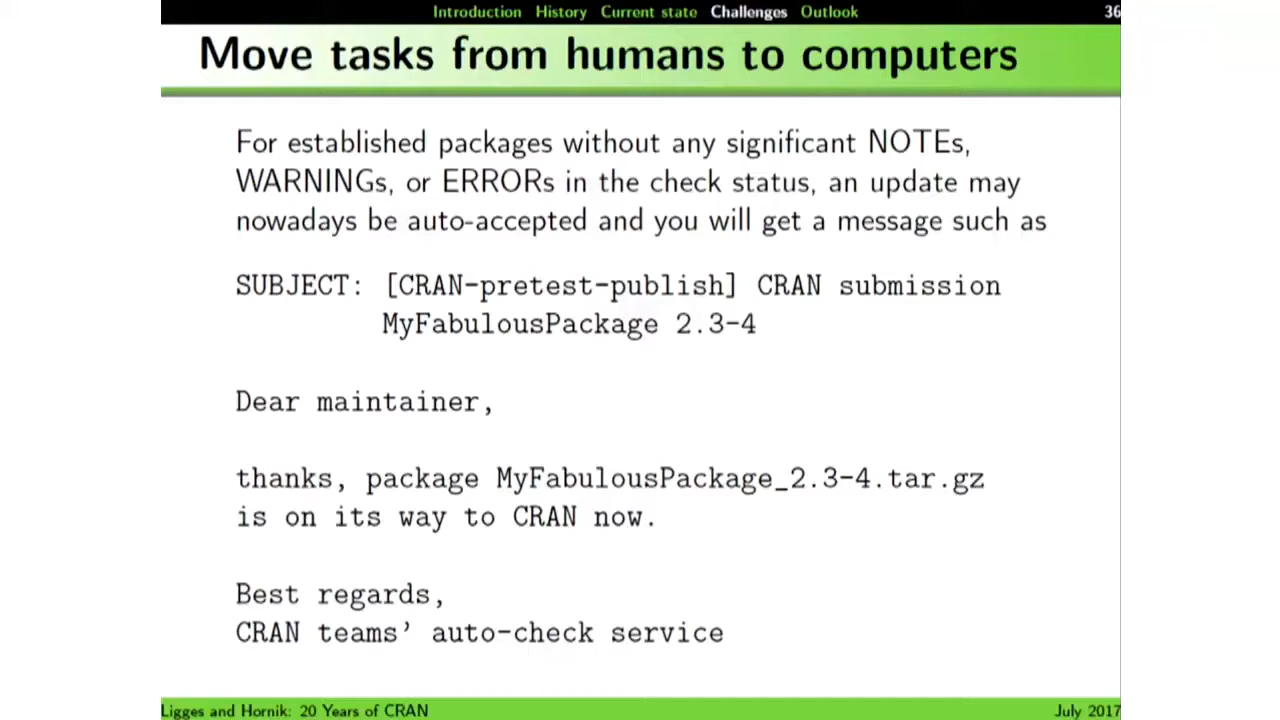 Introduction History Current state Challenges Outlook 36
Move tasks from humans to computers
For established packages without any significant NOTEs,
WARNINGs, or ERRORs in the check status, an update may
nowadays be auto-accepted and you will get a message such as
SUBJECT: [CRAN-pretest-publish] CRAN submission
MyFabulousPackage 2.3-4
Dear maintainer,
thanks, package MyFabulousPackage_2.3-4.tar.gz
is on its way to CRAN now.
Best regards,
CRAN teams' auto-check service
Ligges and Hornik: 20 Years of CRAN July 2017